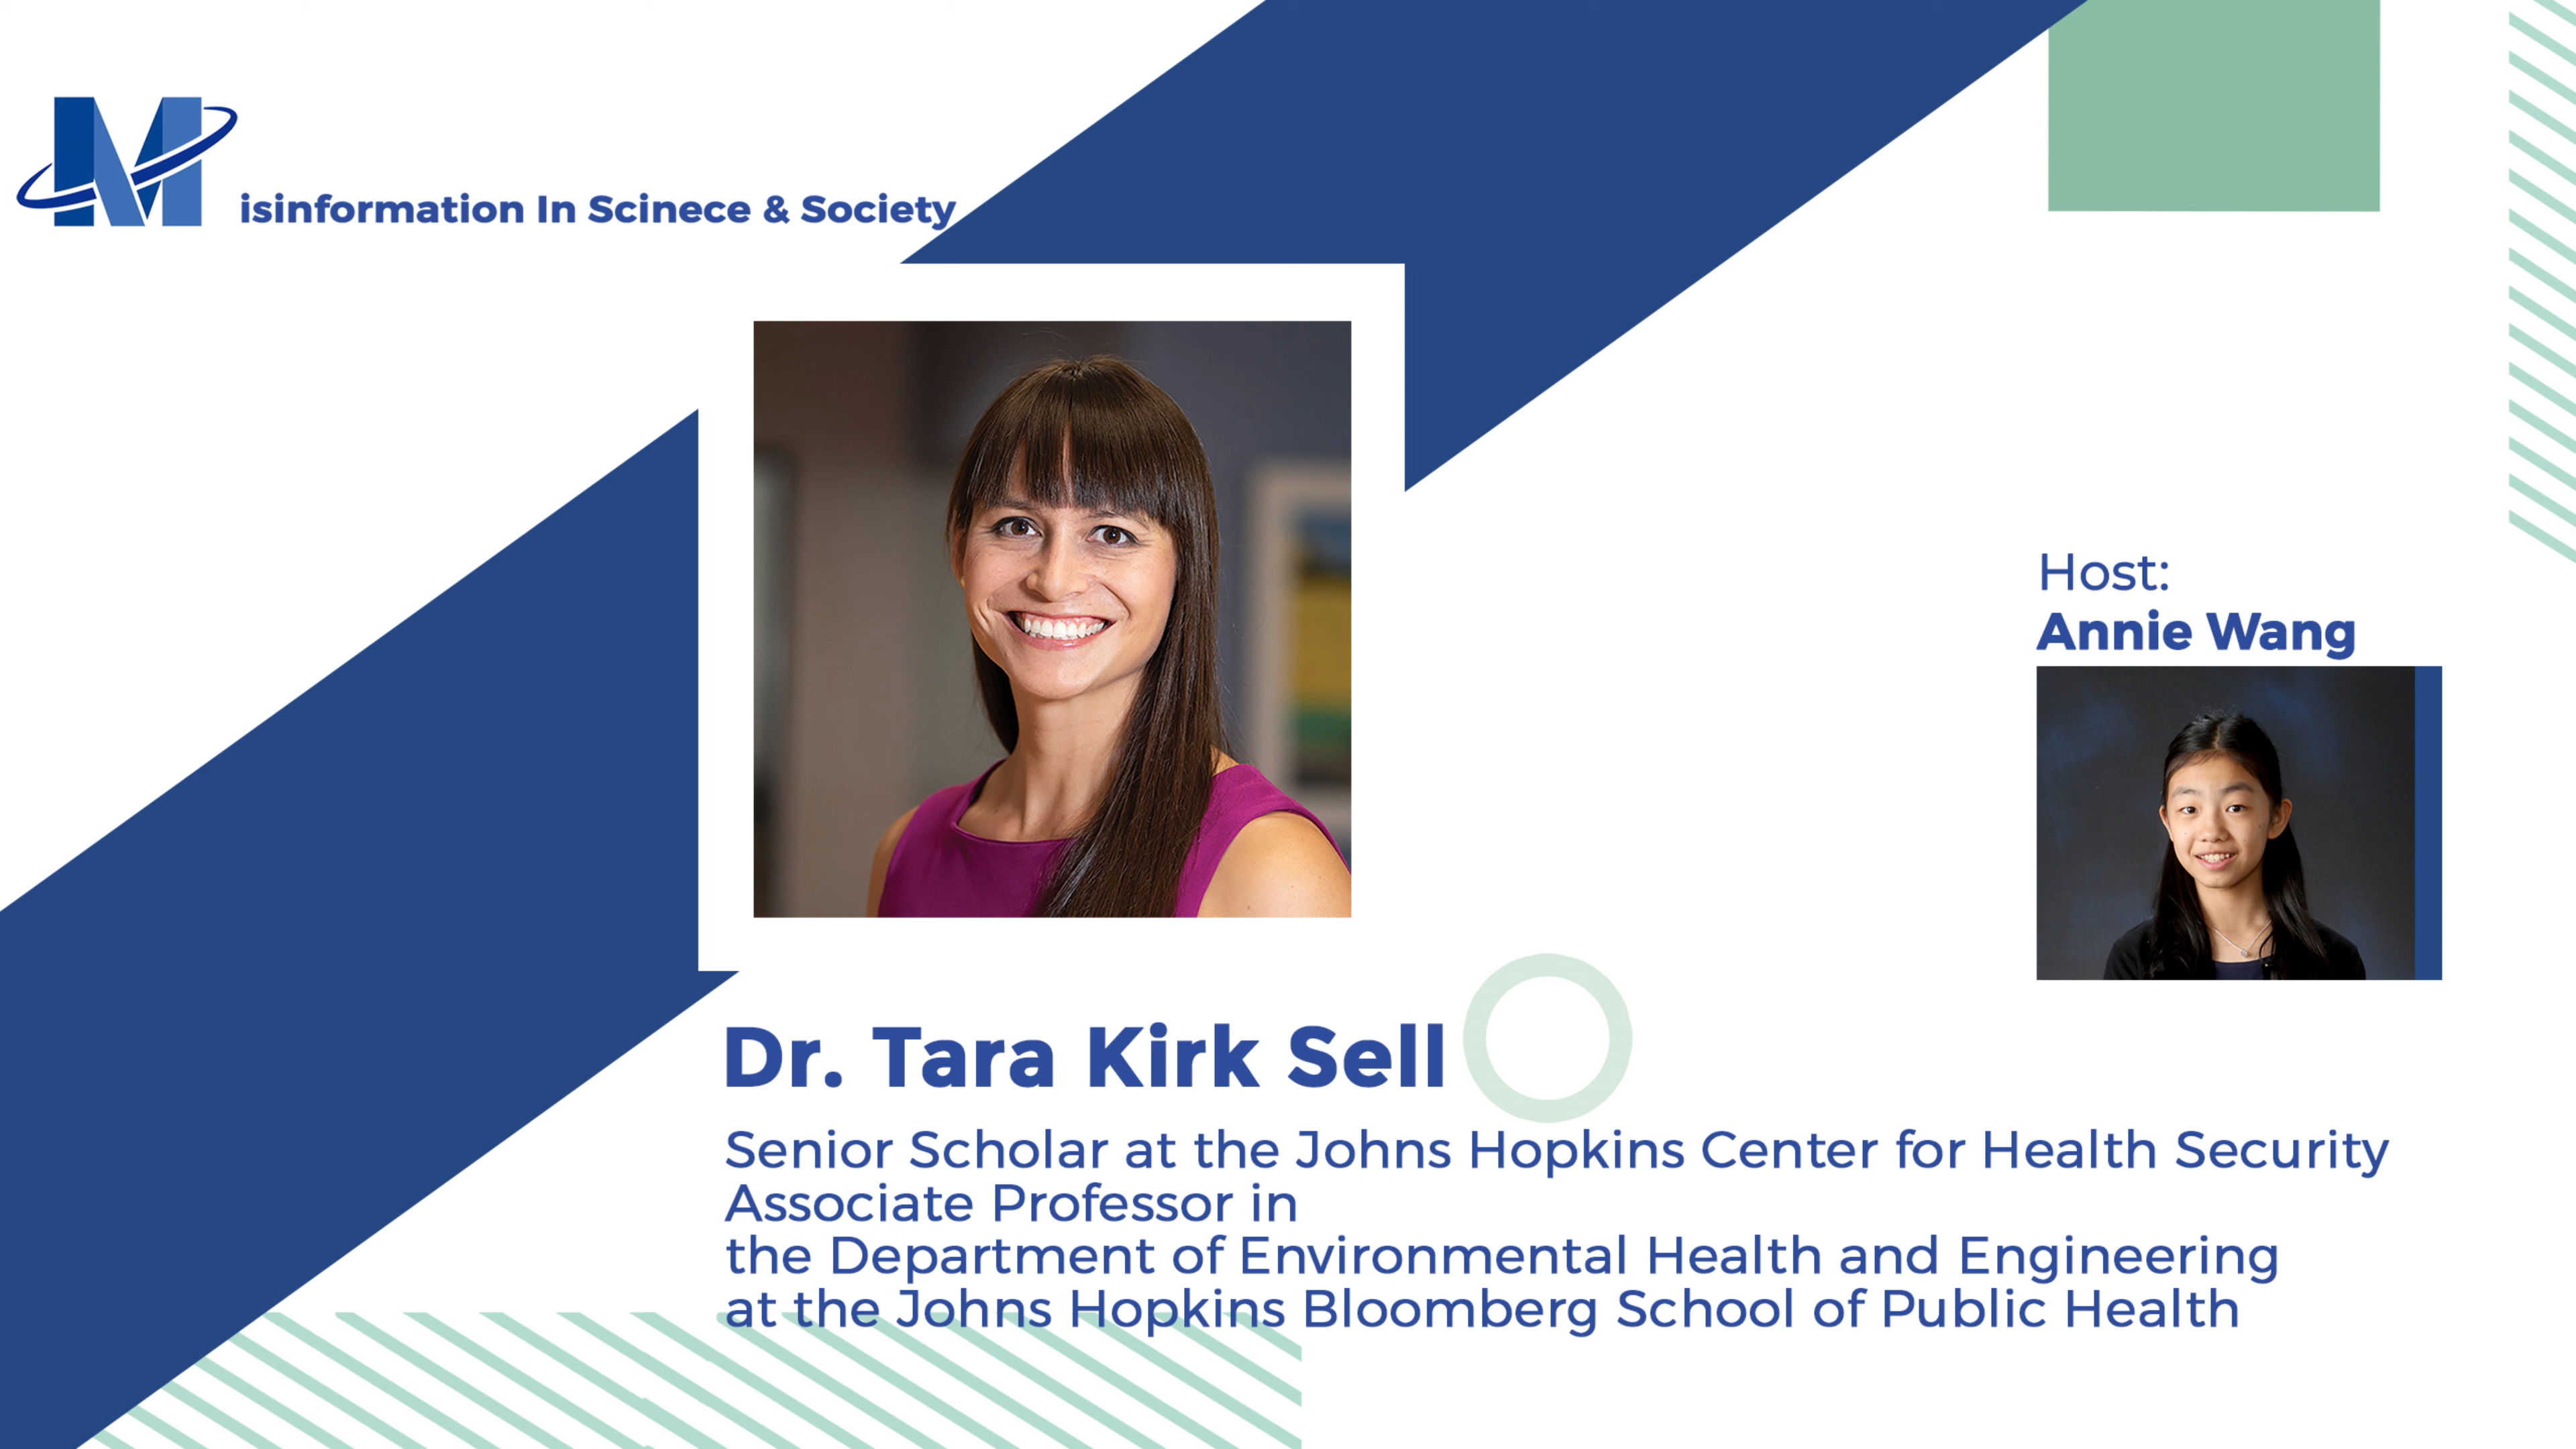 Misinformation In Scinece & Society
Host:
Annie Wang
Dr. Tara Kirk Sell
Senior Scholar at the Johns Hopkins Center for Health Security
Associate Professor in
the Department of Environmental Health and Engineering
at the Johns Hopkins Bloomberg School of Public Health